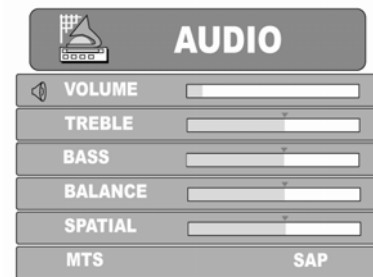 AUDIO
VOLUME
TREBLE
BASS
BALANCE
SPATIAL
MTS SAP